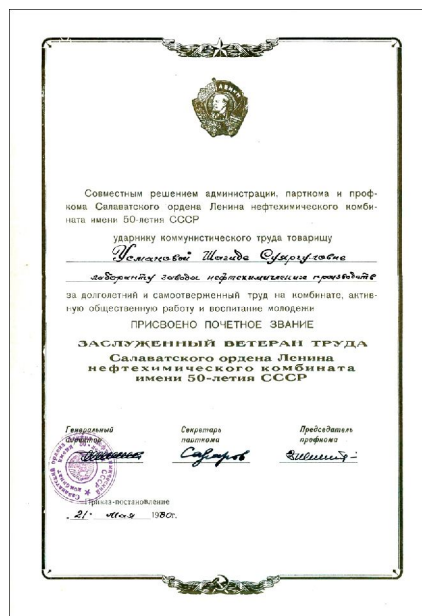 Совместным решением администрации, парткома и проф-
кома Салаватского ордена Ленина нефтехимического комби-
ната имени 50-летия СССР
ударнику коммунистического труда товарищу
Усмановой Шагиде
лаборанту завода нефтехимических производств
за долголетний и самоотверженный труд на комбинате, актив-
ную общественную работу и воспитание молодежи
ПРИСВОЕНО ПОЧЕТНОЕ ЗВАНИЕ
ЗАСЛУЖЕННЫЙ ВЕТЕРАН ТРУДА
Салаватского ордена Ленина
нефтехимического комбината
имени 50-летия СССР
Генеральный Секретарь Председатель
директор парткома профкома
Приказ-постановление
„21" мая 1980г.